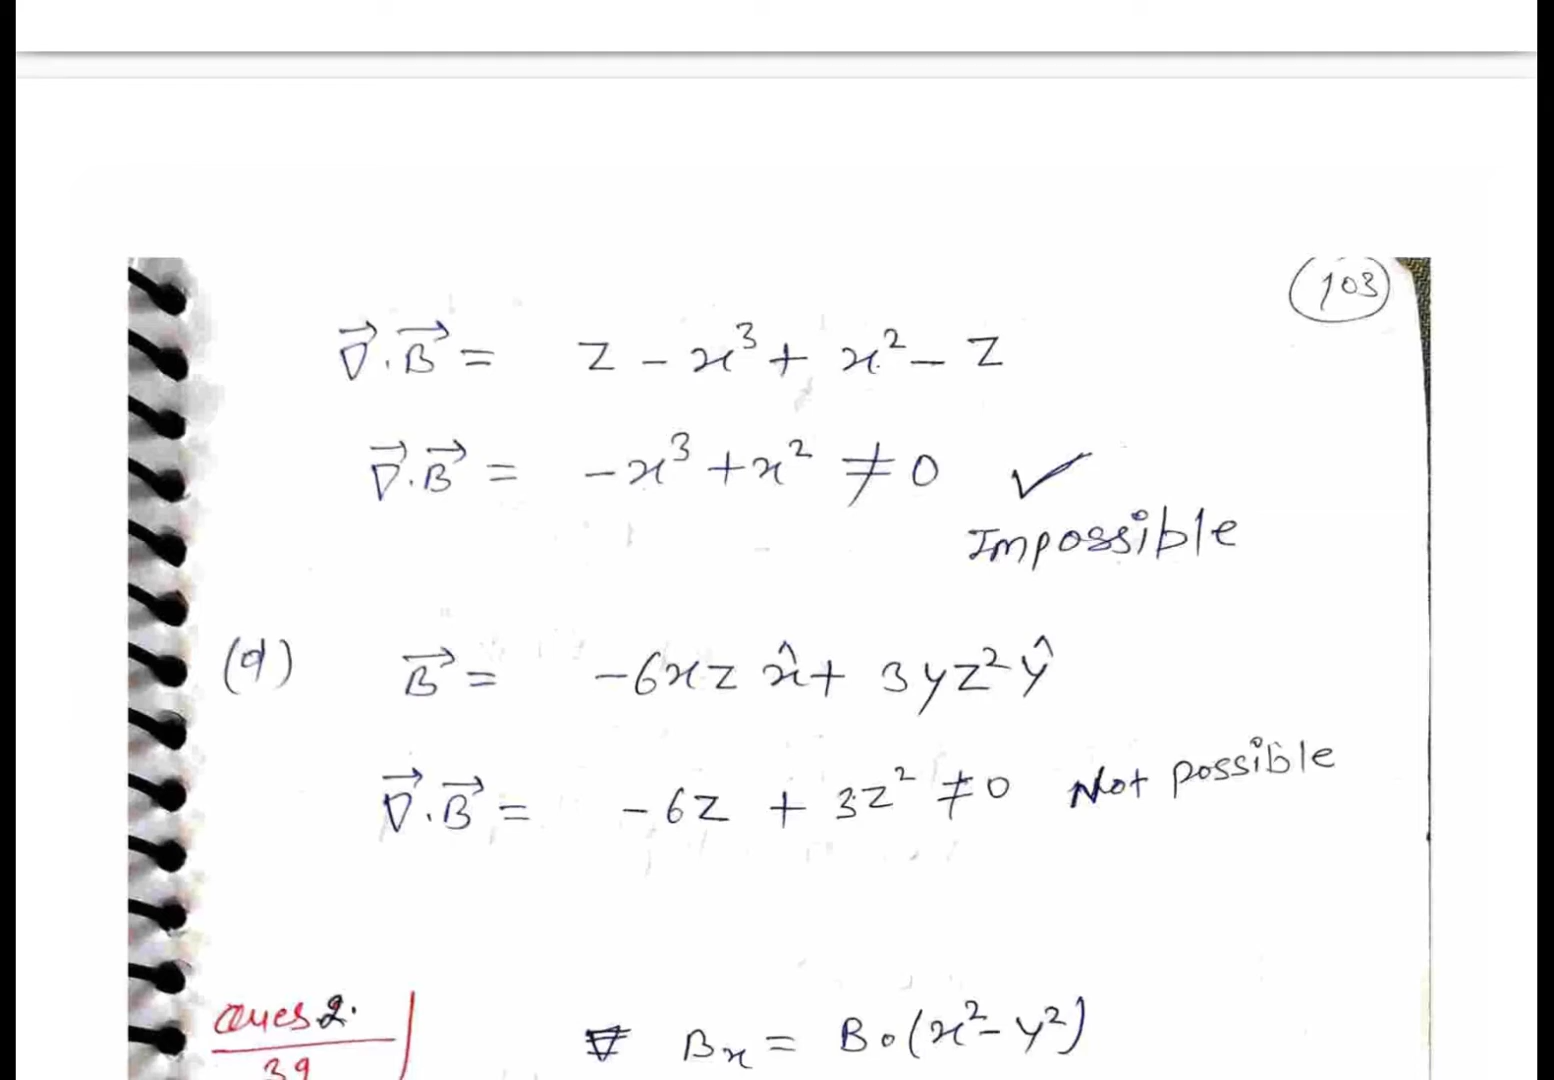 103
∇⃗.B⃗ = z - x³ + x² - z
∇⃗.B⃗ = -x³ + x² ≠ 0 ✓
Impossible
(d) B⃗ = -6xz x̂ + 3yz² ŷ
∇⃗.B⃗ = -6z + 3z² ≠ 0 Not possible
Ques 2. Bx = B₀(x² - y²)
39